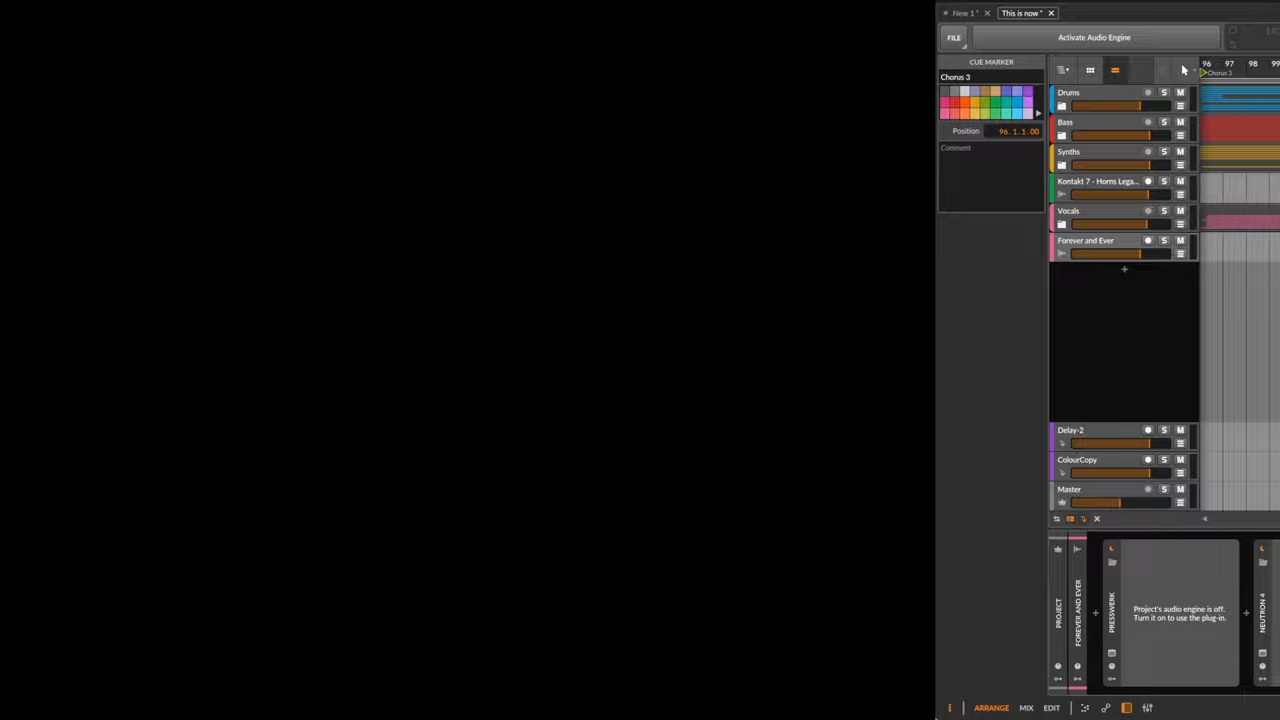 New 1 *
This is now *
FILE
Activate Audio Engine
CUE MARKER
Chorus 3
Position
96.1.1.00
Comment
96 97 98 99
Chorus 3
Drums
S M
Bass
S M
Synths
S M
Kontakt 7 - Horns Lega...
S M
Vocals
S M
Forever and Ever
S M
+
Delay-2
S M
ColourCopy
S M
Master
S M
PROJECT
FOREVER AND EVER
PRESSWERK
Project's audio engine is off.
Turn it on to use the plug-in.
NEUTRON 4
ARRANGE MIX EDIT